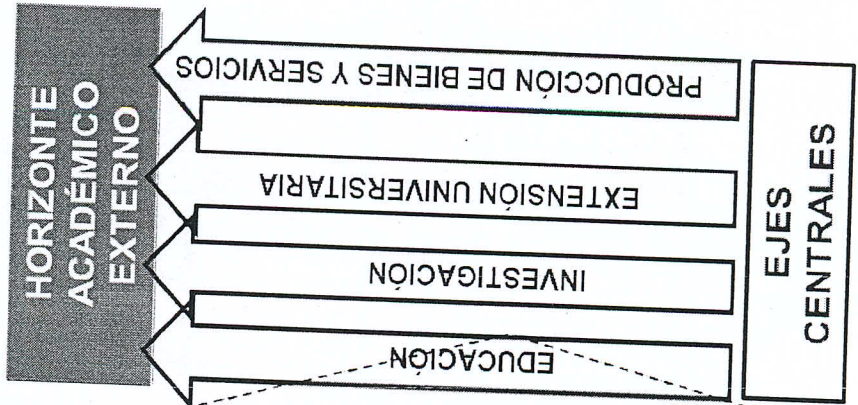 EJES
CENTRALES
EDUCACIÓN
INVESTIGACIÓN
EXTENSIÓN UNIVERSITARIA
PRODUCCIÓN DE BIENES Y SERVICIOS
HORIZONTE
ACADÉMICO
EXTERNO